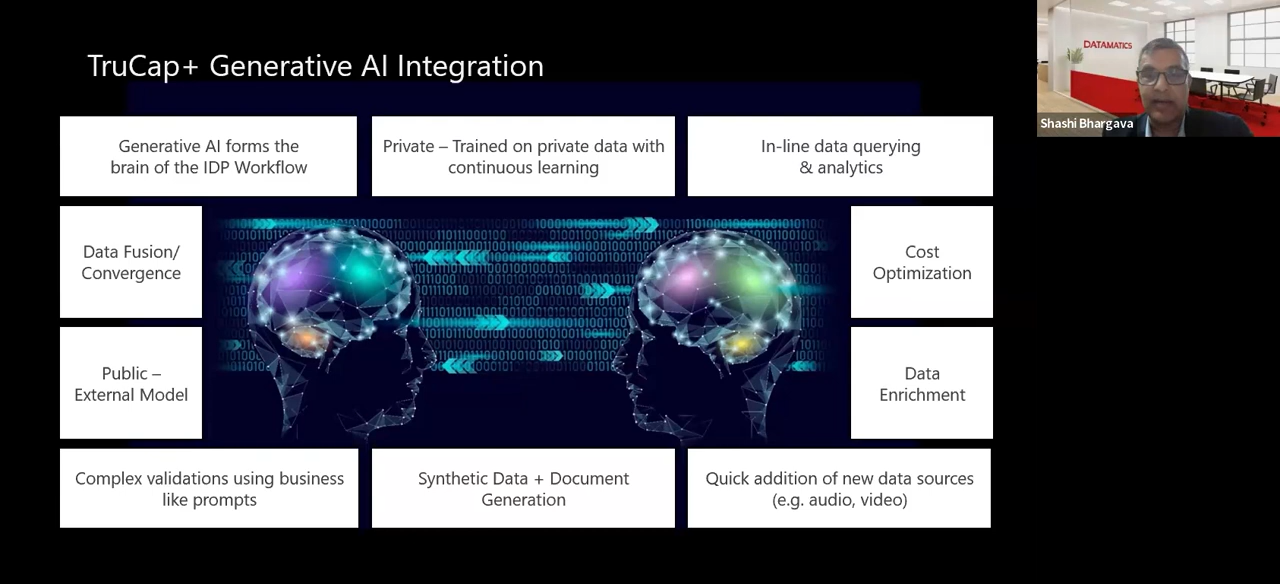 TruCap+ Generative AI Integration
DATAMATICS
Shashi Bhargava
Generative AI forms the
brain of the IDP Workflow
Private – Trained on private data with
continuous learning
In-line data querying
& analytics
Data Fusion/
Convergence
Cost
Optimization
Public –
External Model
Data
Enrichment
Complex validations using business
like prompts
Synthetic Data + Document
Generation
Quick addition of new data sources
(e.g. audio, video)